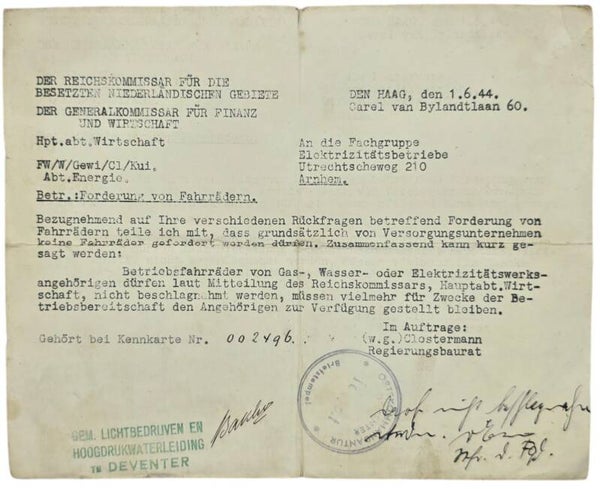 DER REICHSKOMMISSAR FÜR DIE
BESETZTEN NIEDERLÄNDISCHEN GEBIETE
DER GENERALKOMMISSAR FÜR FINANZ
UND WIRTSCHAFT
Hpt.abt.Wirtschaft
FW/W/Gewi/Cl/Kui.
Abt.Energie.
Betr.:Forderung von Fahrrädern.
DEN HAAG, den 1.6.44.
Carel van Bylandtlaan 60.
An die Fachgruppe
Elektrizitätsbetriebe
Utrechtscheweg 210
Arnhem.
Bezugnehmend auf Ihre verschiedenen Rückfragen betreffend Forderung von
Fahrrädern teile ich mit, dass grundsätzlich von Versorgungsunternehmen
keine Fahrräder gefordert werden dürfen. Zusammenfassend kann kurz ge-
sagt werden:
Betriebsfahrräder von Gas-, Wasser- oder Elektrizitätswerks-
angehörigen dürfen laut Mitteilung des Reichskommissars, Hauptabt.Wirt-
schaft, nicht beschlagnahmt werden, müssen vielmehr für Zwecke der Be-
triebsbereitschaft den Angehörigen zur Verfügung gestellt bleiben.
Im Auftrage:
(w.g.)Clostermann
Regierungsbaurat
Gehört bei Kennkarte Nr. 002496.
Briefstempel
GEM. LICHTBEDRIJVEN EN
HOOGDRUKWATERLEIDING
TE DEVENTER
Darf nicht